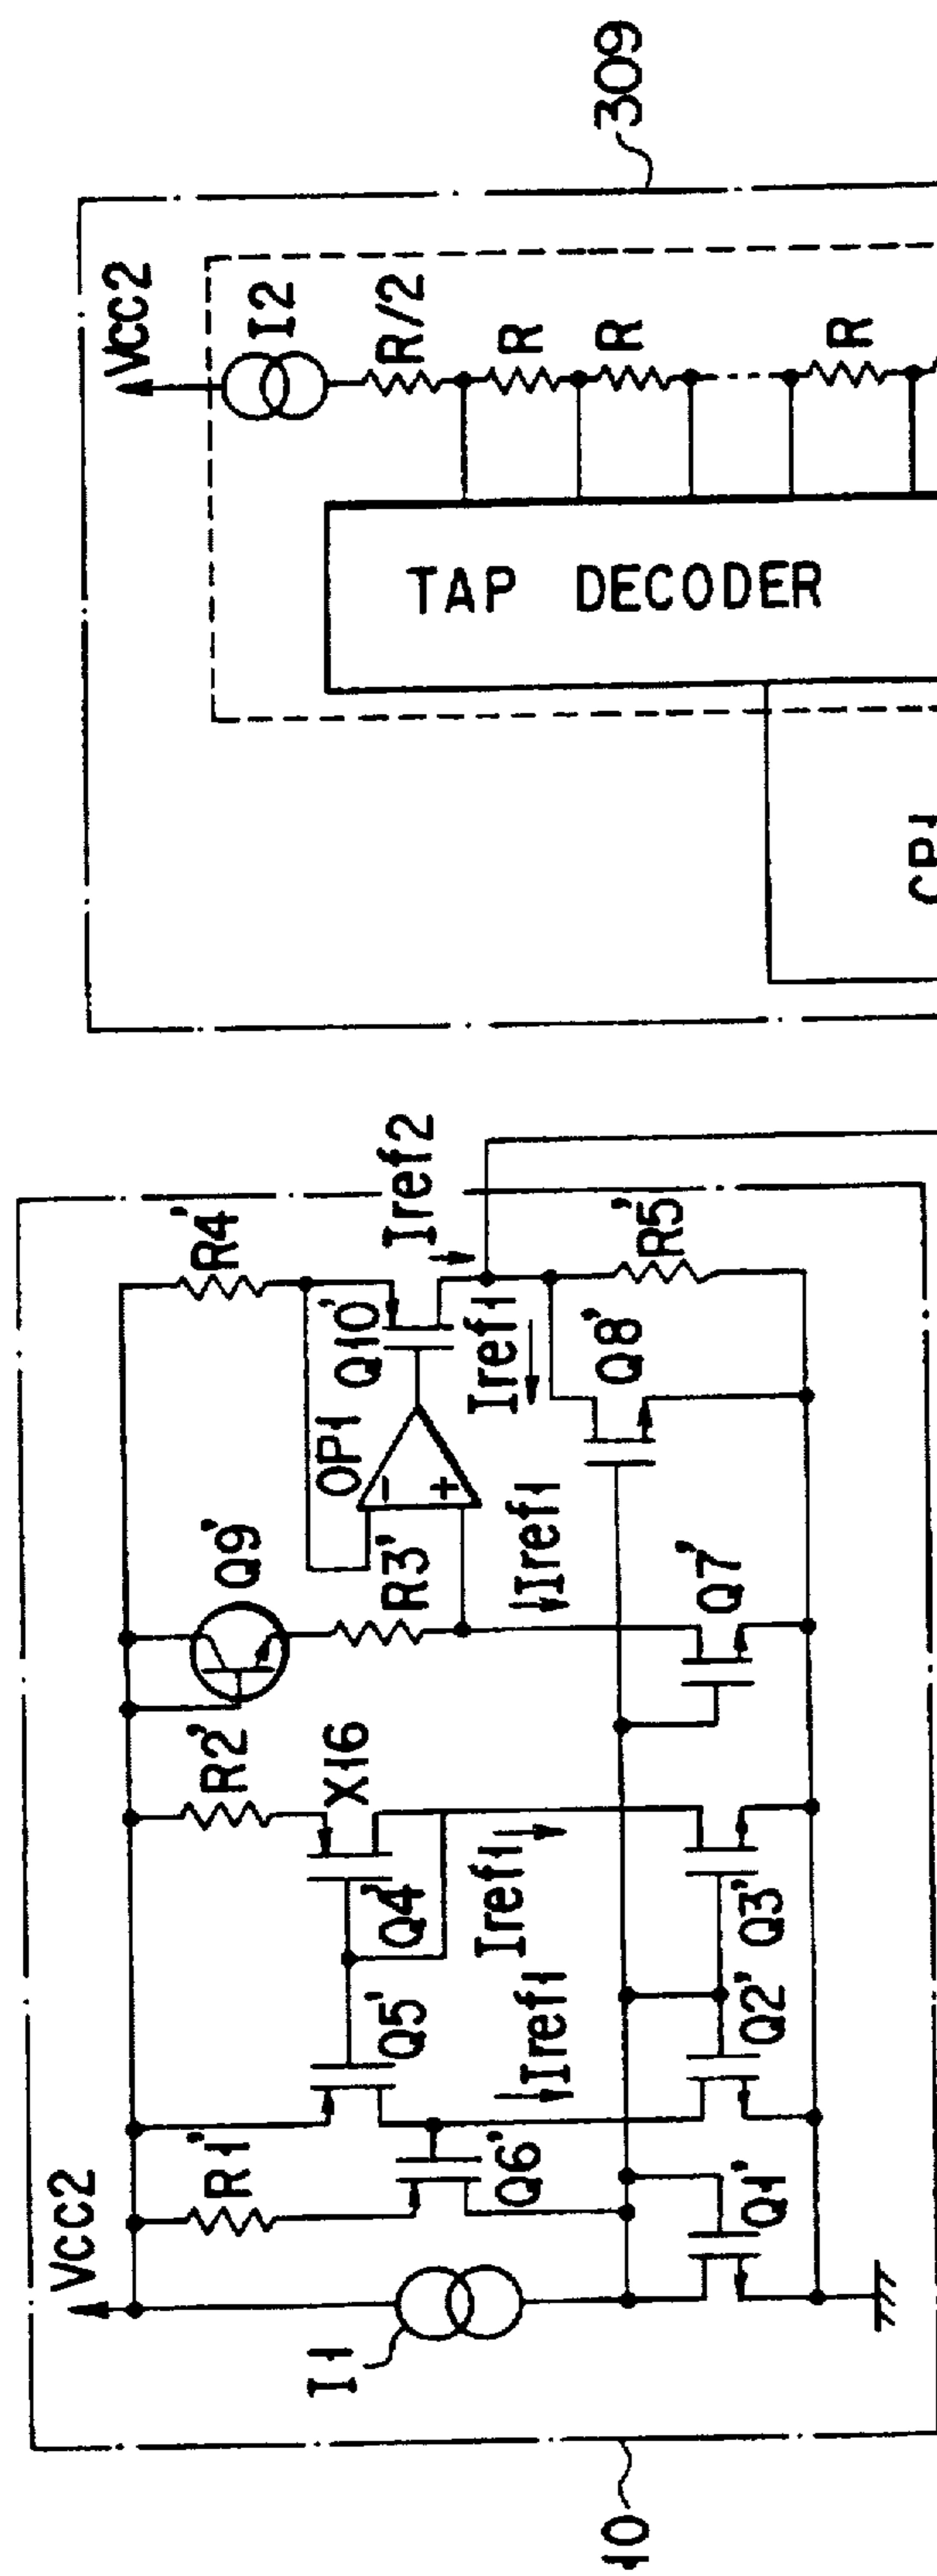 309
VCC2
I2
R/2
R
R
R
TAP DECODER
VCC2
I1
R1'
Q6'
Q5'
Q1'
Q2'
Iref1
R2'
X16
Q4'
Iref1
Q3'
Q9'
R3'
OP1
-
+
Iref1
Q7'
R4'
Q10'
Iref2
Iref1
Q8'
R5'